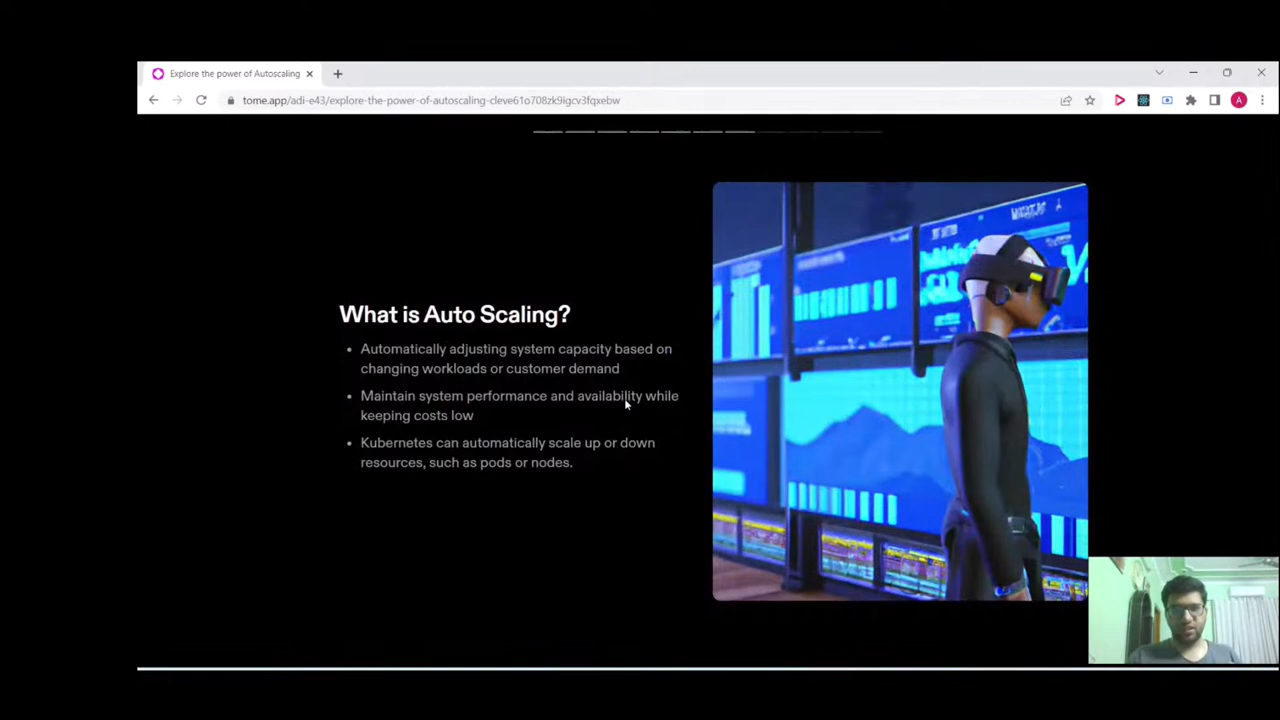 Explore the power of Autoscaling
tome.app/adi-e43/explore-the-power-of-autoscaling-cleve61o708zk9igcv3fqxebw
A
What is Auto Scaling?
• Automatically adjusting system capacity based on
changing workloads or customer demand
• Maintain system performance and availability while
keeping costs low
• Kubernetes can automatically scale up or down
resources, such as pods or nodes.